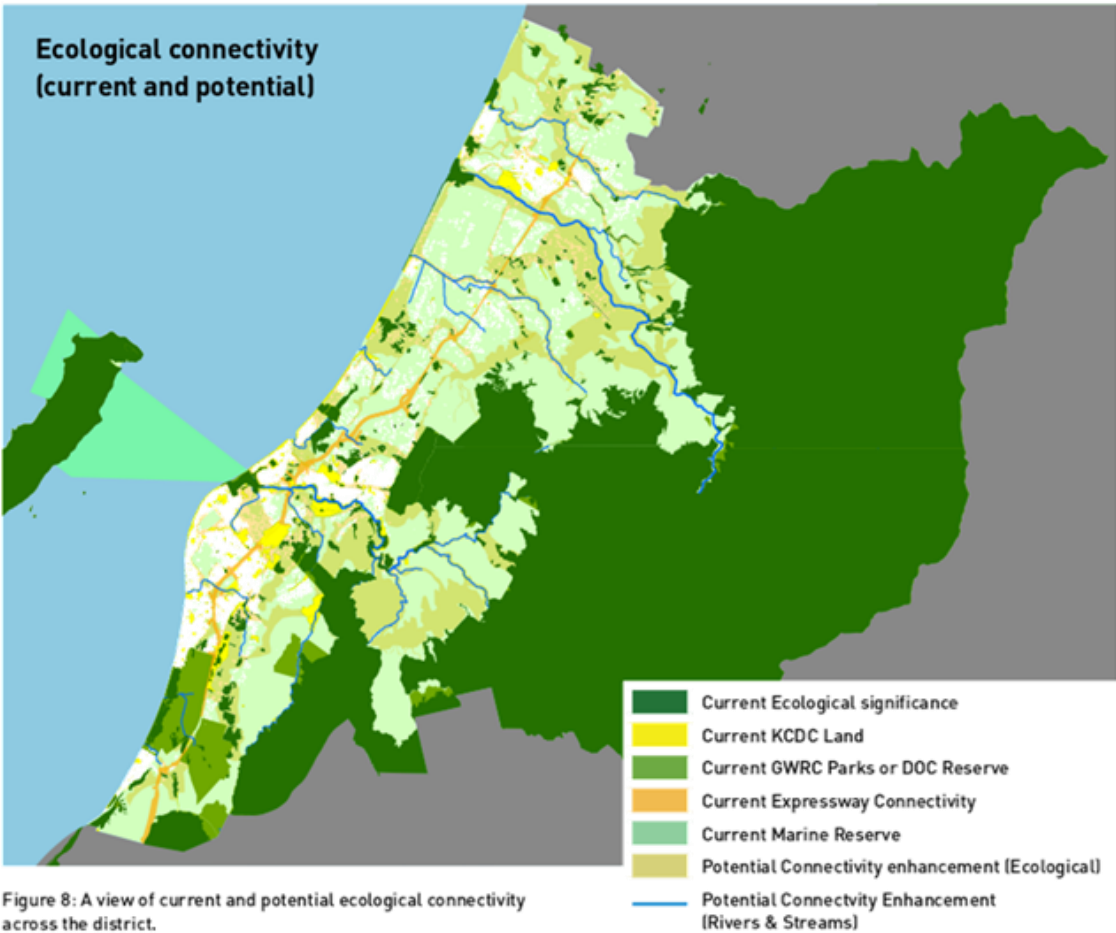 Ecological connectivity
(current and potential)
Current Ecological significance
Current KCDC Land
Current GWRC Parks or DOC Reserve
Current Expressway Connectivity
Current Marine Reserve
Potential Connectivity enhancement (Ecological)
Potential Connectvity Enhancement
(Rivers & Streams)
Figure 8: A view of current and potential ecological connectivity
across the district.